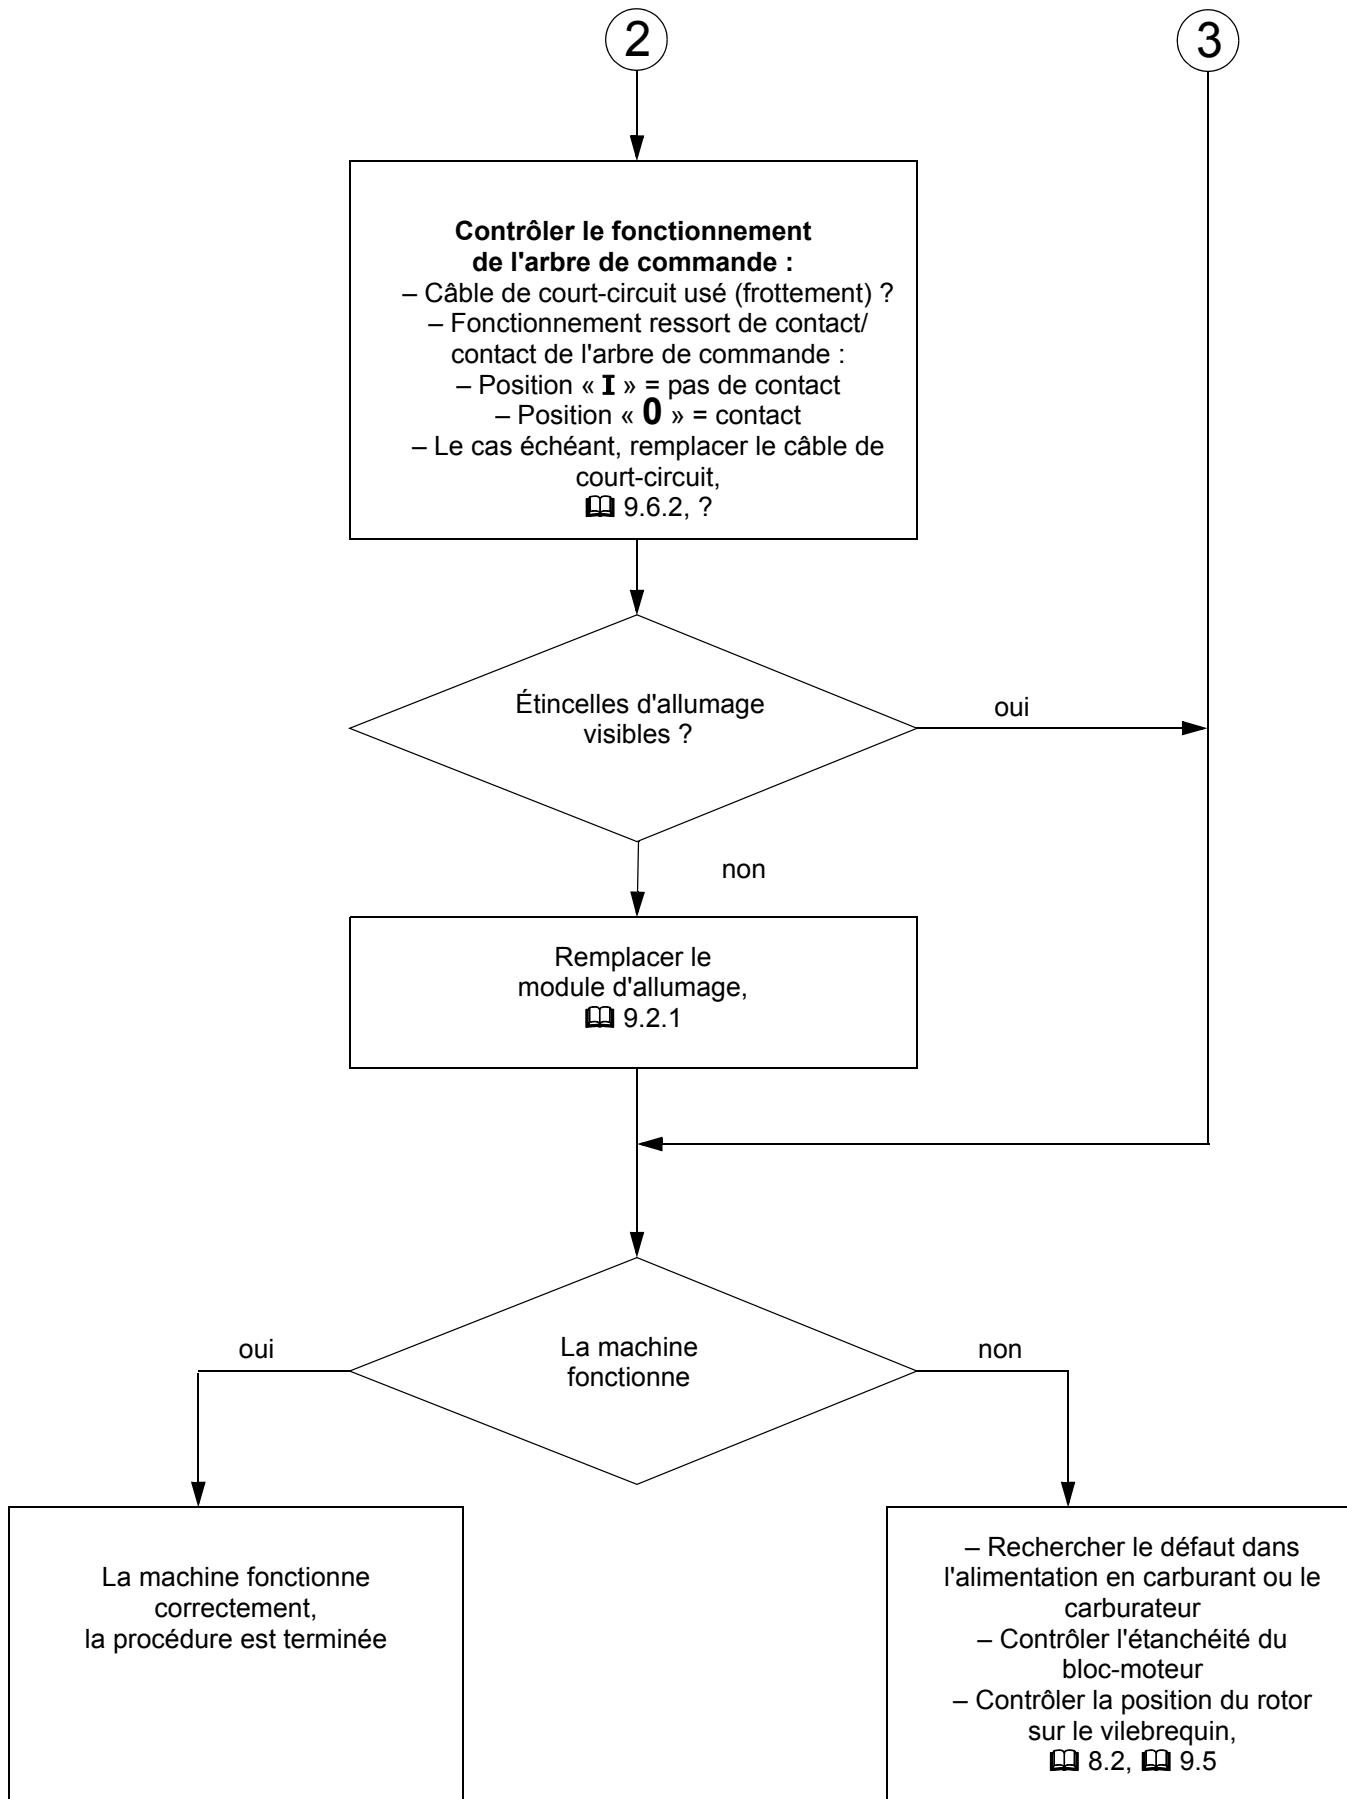 2
3
Contrôler le fonctionnement
de l'arbre de commande :
– Câble de court-circuit usé (frottement) ?
– Fonctionnement ressort de contact/
contact de l'arbre de commande :
– Position « I » = pas de contact
– Position « 0 » = contact
– Le cas échéant, remplacer le câble de
court-circuit,
9.6.2, ?
Étincelles d'allumage
visibles ?
oui
non
Remplacer le
module d'allumage,
9.2.1
La machine
fonctionne
oui
non
La machine fonctionne
correctement,
la procédure est terminée
– Rechercher le défaut dans
l'alimentation en carburant ou le
carburateur
– Contrôler l'étanchéité du
bloc-moteur
– Contrôler la position du rotor
sur le vilebrequin,
8.2, 9.5